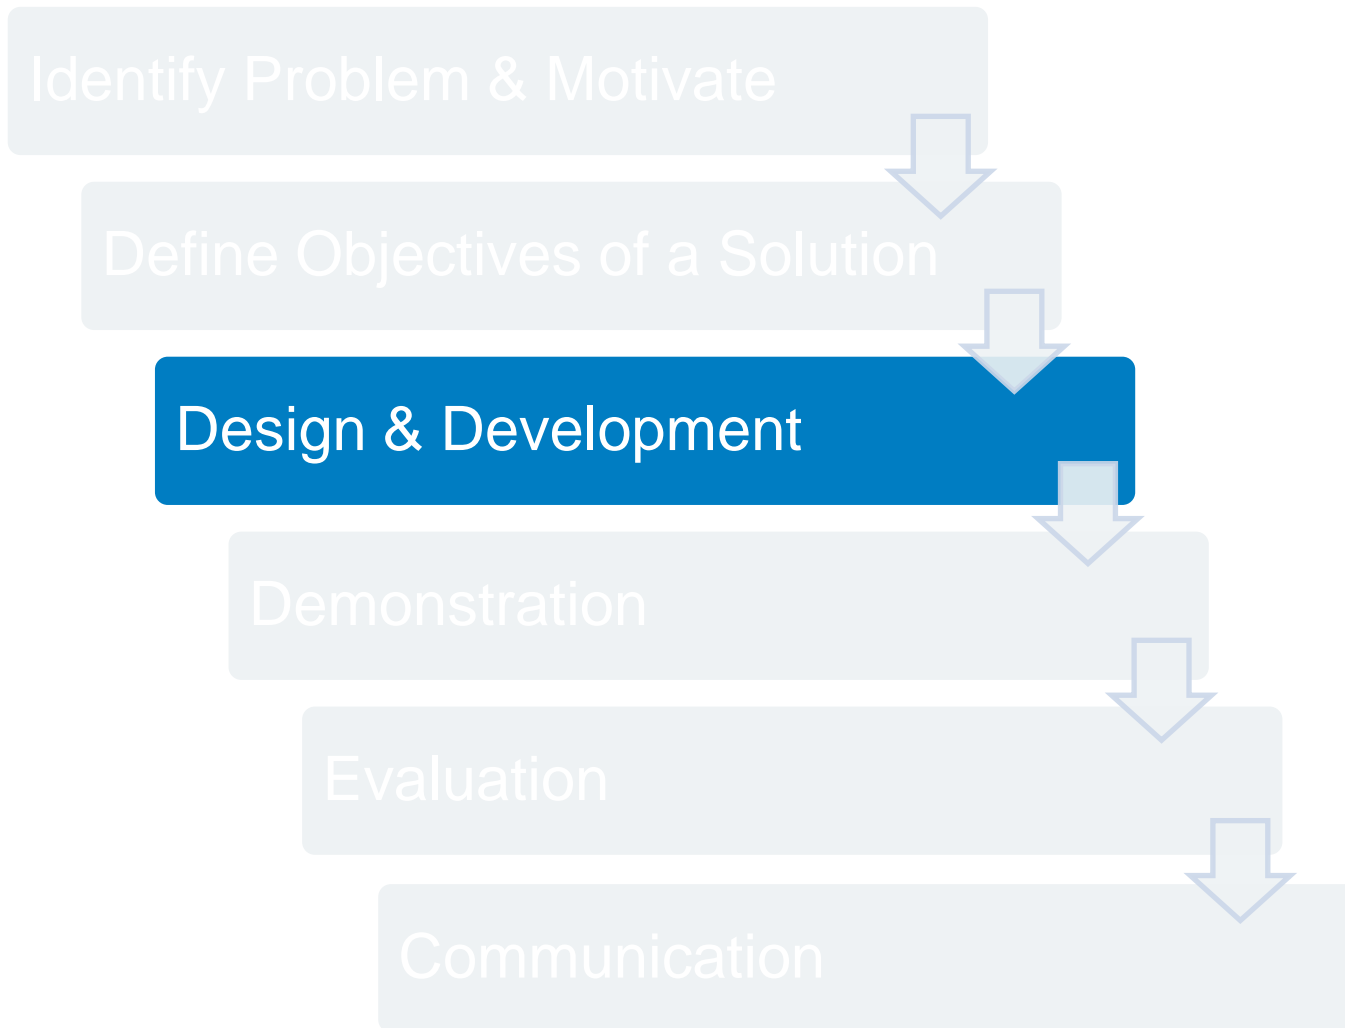 Identify Problem & Motivate
Define Objectives of a Solution
Design & Development
Demonstration
Evaluation
Communication